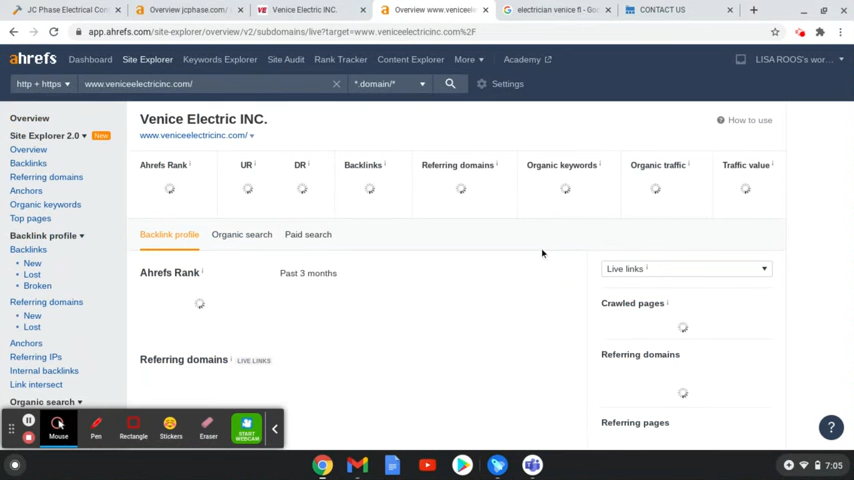 JC Phase Electrical Con
Overview jcphase.com/
Venice Electric INC.
Overview www.venicee
electrician venice fl - Go
CONTACT US
app.ahrefs.com/site-explorer/overview/v2/subdomains/live?target=www.veniceelectricinc.com%2F
ahrefs Dashboard Site Explorer Keywords Explorer Site Audit Rank Tracker Content Explorer More Academy LISA ROOS's wor...
http + https www.veniceelectricinc.com/ *.domain/* Settings
Overview
Site Explorer 2.0 New
Overview
Backlinks
Referring domains
Anchors
Organic keywords
Top pages
Backlink profile
Backlinks
New
Lost
Broken
Referring domains
New
Lost
Anchors
Referring IPs
Internal backlinks
Link intersect
Organic search
Venice Electric INC.
How to use
www.veniceelectricinc.com/
Ahrefs Rank UR DR Backlinks Referring domains Organic keywords Organic traffic Traffic value
Backlink profile Organic search Paid search
Ahrefs Rank Past 3 months
Live links
Crawled pages
Referring domains
Referring domains LIVE LINKS
Referring pages
Mouse Pen Rectangle Stickers Eraser START WEBCAM
7:05